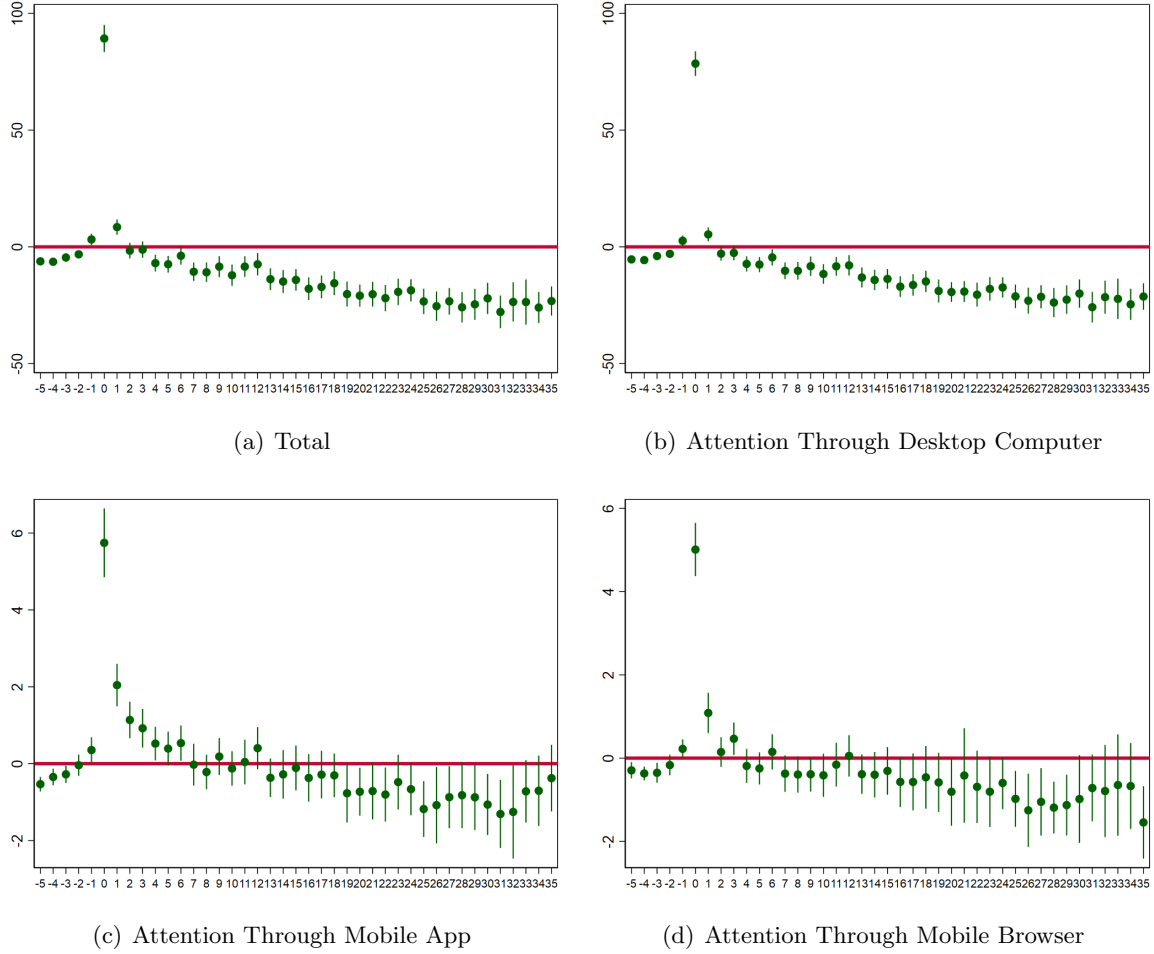 100
50
0
-50
-5 -4 -3 -2 -1 0 1 2 3 4 5 6 7 8 9 10 11 12 13 14 15 16 17 18 19 20 21 22 23 24 25 26 27 28 29 30 31 32 33 34 35
(a) Total
100
50
0
-50
-5 -4 -3 -2 -1 0 1 2 3 4 5 6 7 8 9 10 11 12 13 14 15 16 17 18 19 20 21 22 23 24 25 26 27 28 29 30 31 32 33 34 35
(b) Attention Through Desktop Computer
6
4
2
0
-2
-5 -4 -3 -2 -1 0 1 2 3 4 5 6 7 8 9 10 11 12 13 14 15 16 17 18 19 20 21 22 23 24 25 26 27 28 29 30 31 32 33 34 35
(c) Attention Through Mobile App
6
4
2
0
-2
-5 -4 -3 -2 -1 0 1 2 3 4 5 6 7 8 9 10 11 12 13 14 15 16 17 18 19 20 21 22 23 24 25 26 27 28 29 30 31 32 33 34 35
(d) Attention Through Mobile Browser